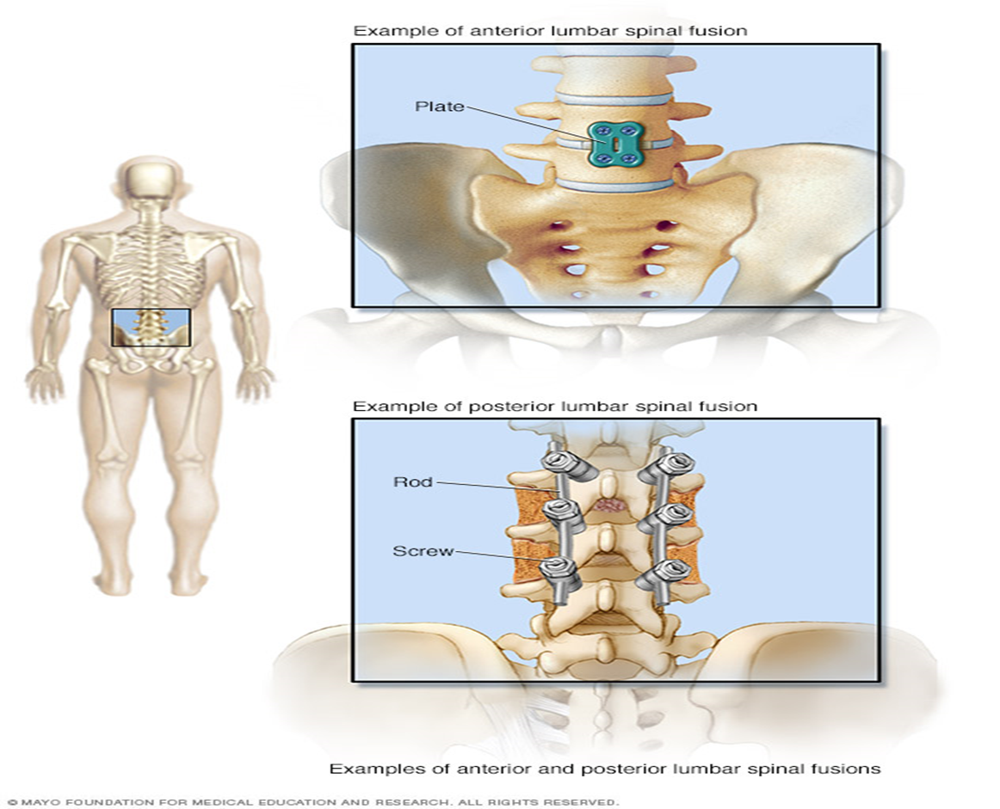 Example of anterior lumbar spinal fusion
Plate
Example of posterior lumbar spinal fusion
Rod
Screw
Examples of anterior and posterior lumbar spinal fusions
© MAYO FOUNDATION FOR MEDICAL EDUCATION AND RESEARCH. ALL RIGHTS RESERVED.